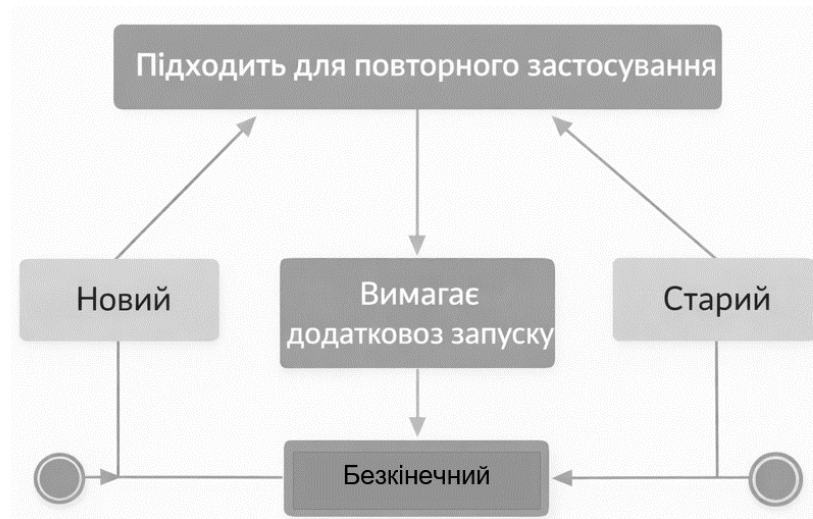 Підходить для повторного застосування
Новий
Вимагає
додатковоз запуску
Старий
Безкінечний